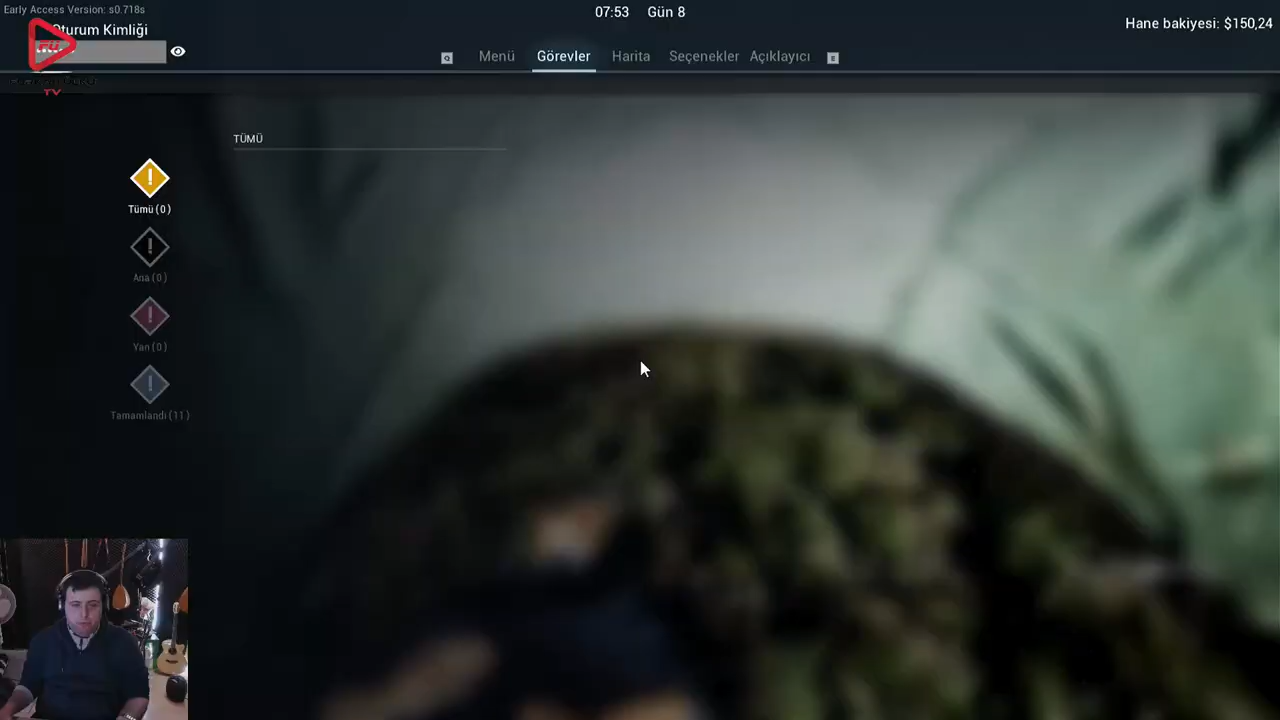 Early Access Version: s0.718s
07:53 Gün 8
Hane bakiyesi: $150,24
Oturum Kimliği
Q Menü Görevler Harita Seçenekler Açıklayıcı E
TV
TÜMÜ
Tümü (0)
Ana (0)
Yan (0)
Tamamlandı (11)